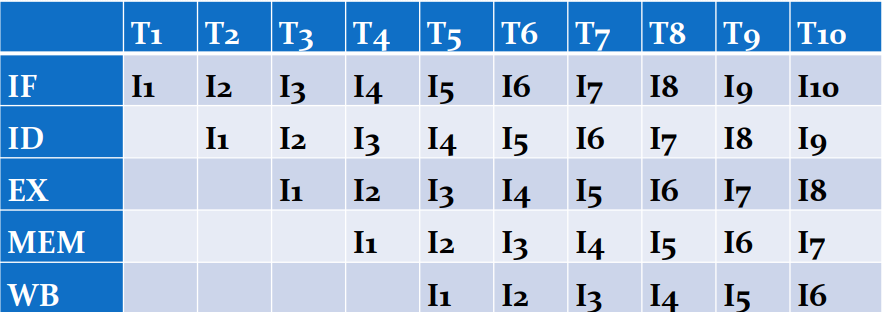 T1 T2 T3 T4 T5 T6 T7 T8 T9 T10
IF I1 I2 I3 I4 I5 I6 I7 I8 I9 I10
ID I1 I2 I3 I4 I5 I6 I7 I8 I9
EX I1 I2 I3 I4 I5 I6 I7 I8
MEM I1 I2 I3 I4 I5 I6 I7
WB I1 I2 I3 I4 I5 I6